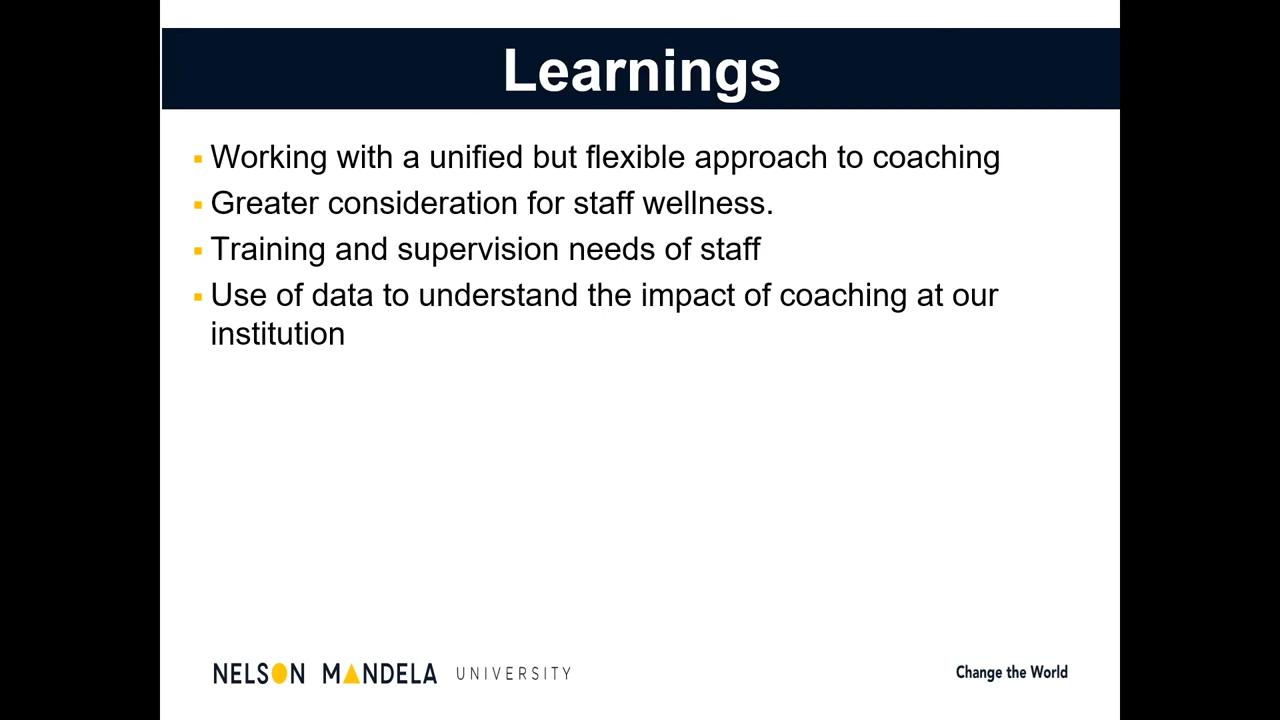 Learnings
Working with a unified but flexible approach to coaching
Greater consideration for staff wellness.
Training and supervision needs of staff
Use of data to understand the impact of coaching at our
institution
NELSON MANDELA UNIVERSITY
Change the World